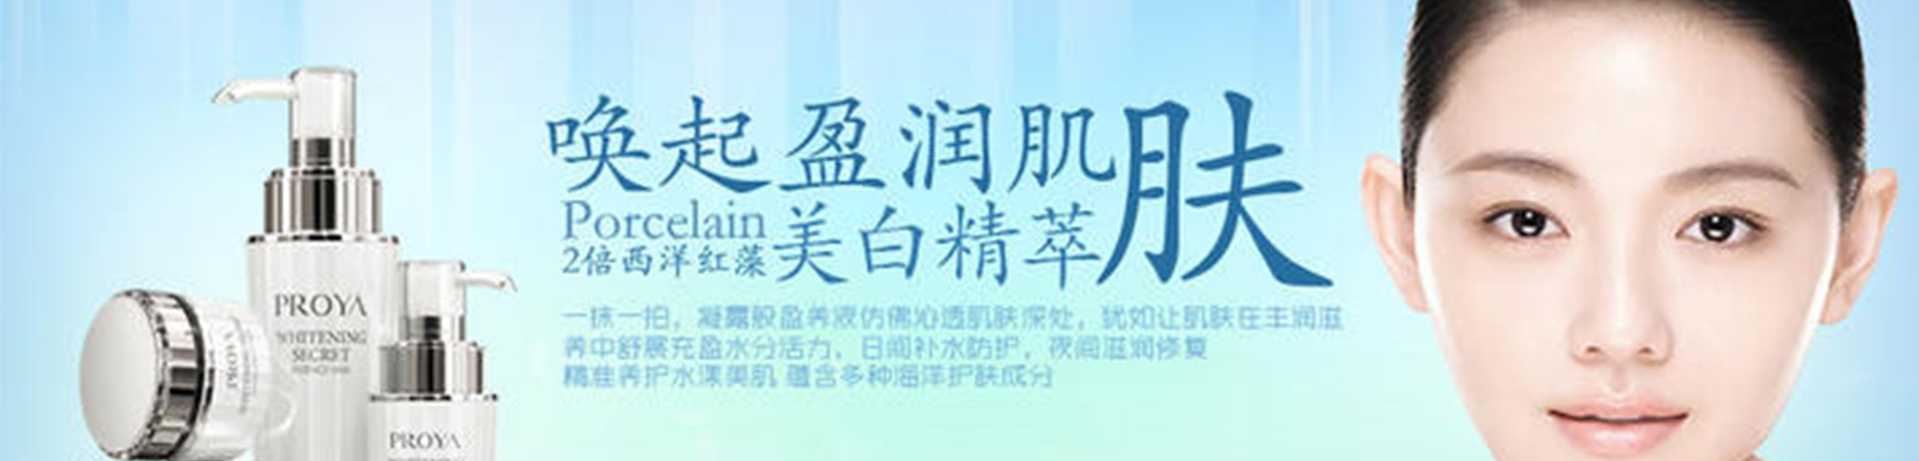 唤起盈润肌肤
Porcelain
2倍西洋红藻
美白精萃
一抹一拍，凝露般盈养液仿佛沁透肌肤深处，犹如让肌肤在丰润滋
养中舒展充盈水分活力，日间补水防护，夜间滋润修复
精准养护水漾美肌 蕴含多种海洋护肤成分
PROYA
WHITENING
SECRET
PROYA